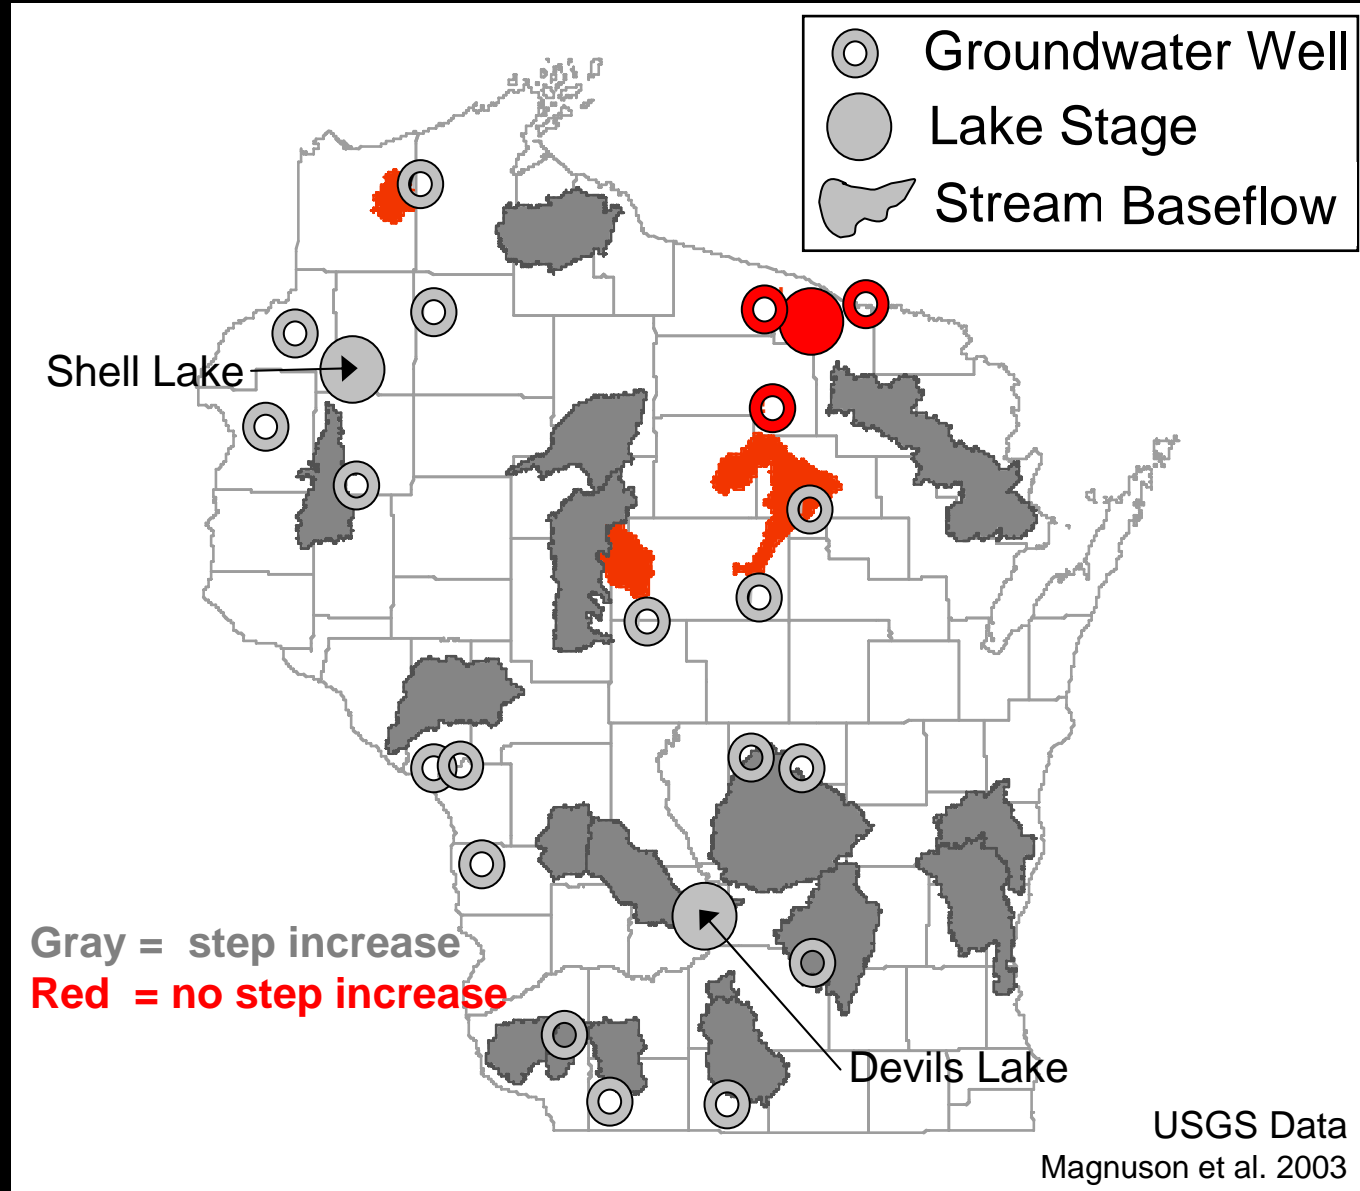 Groundwater Well
Lake Stage
Stream Baseflow
Shell Lake
Gray = step increase
Red = no step increase
Devils Lake
USGS Data
Magnuson et al. 2003